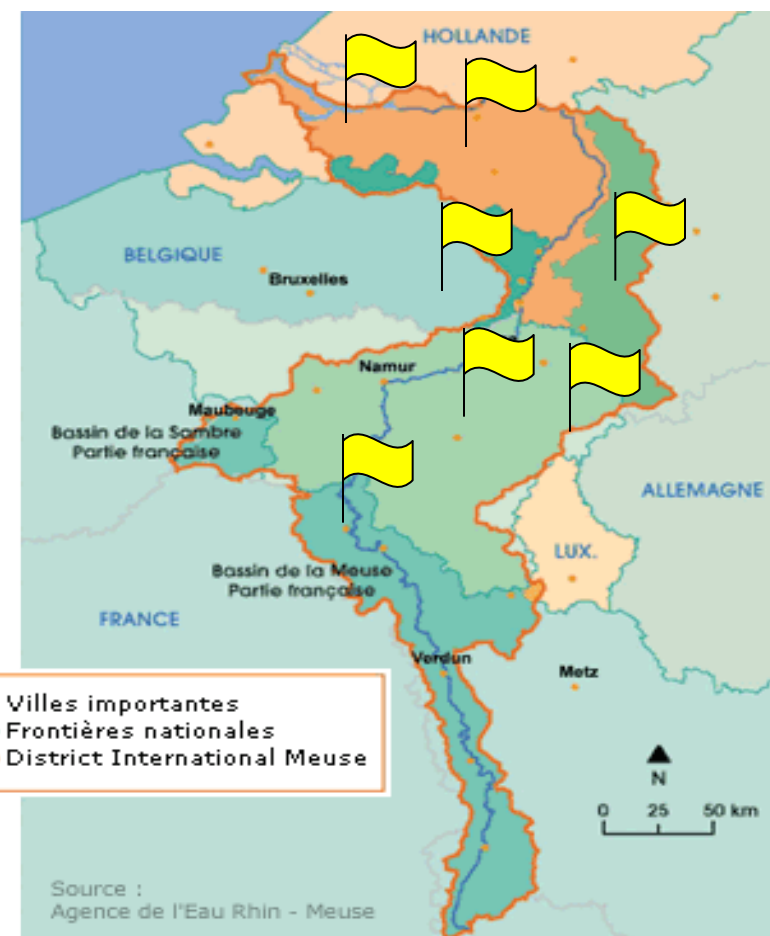 HOLLANDE
BELGIQUE
Bruxelles
Namur
Maubeuge
Bassin de la Sambre
Partie française
ALLEMAGNE
LUX.
Bassin de la Meuse
Partie française
FRANCE
Verdun
Metz
Villes importantes
Frontières nationales
District International Meuse
N
0 25 50 km
Source :
Agence de l'Eau Rhin - Meuse